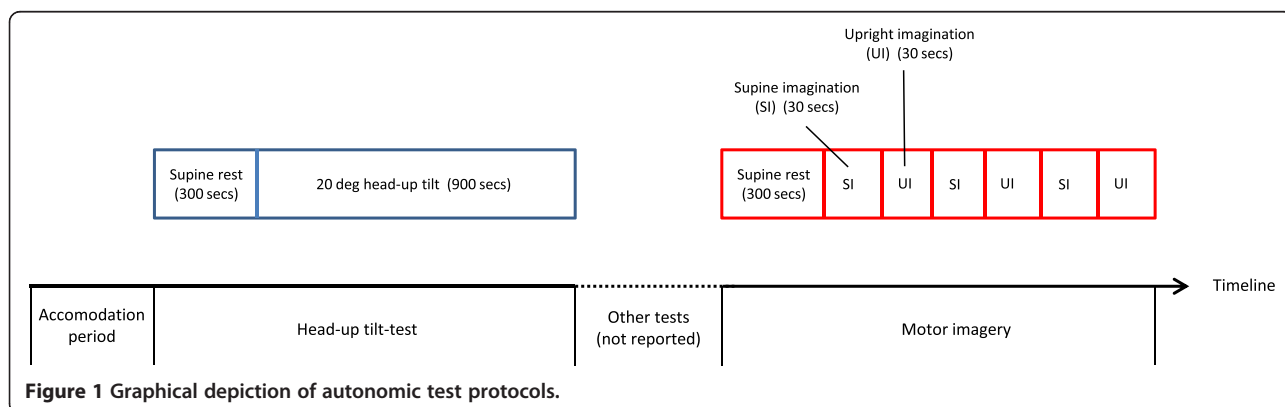 Upright imagination
(UI) (30 secs)
Supine imagination
(SI) (30 secs)
Supine rest
(300 secs)
20 deg head-up tilt (900 secs)
Supine rest
(300 secs)
SI
UI
SI
UI
SI
UI
Timeline
Accomodation
period
Head-up tilt-test
Other tests
(not reported)
Motor imagery
Figure 1 Graphical depiction of autonomic test protocols.